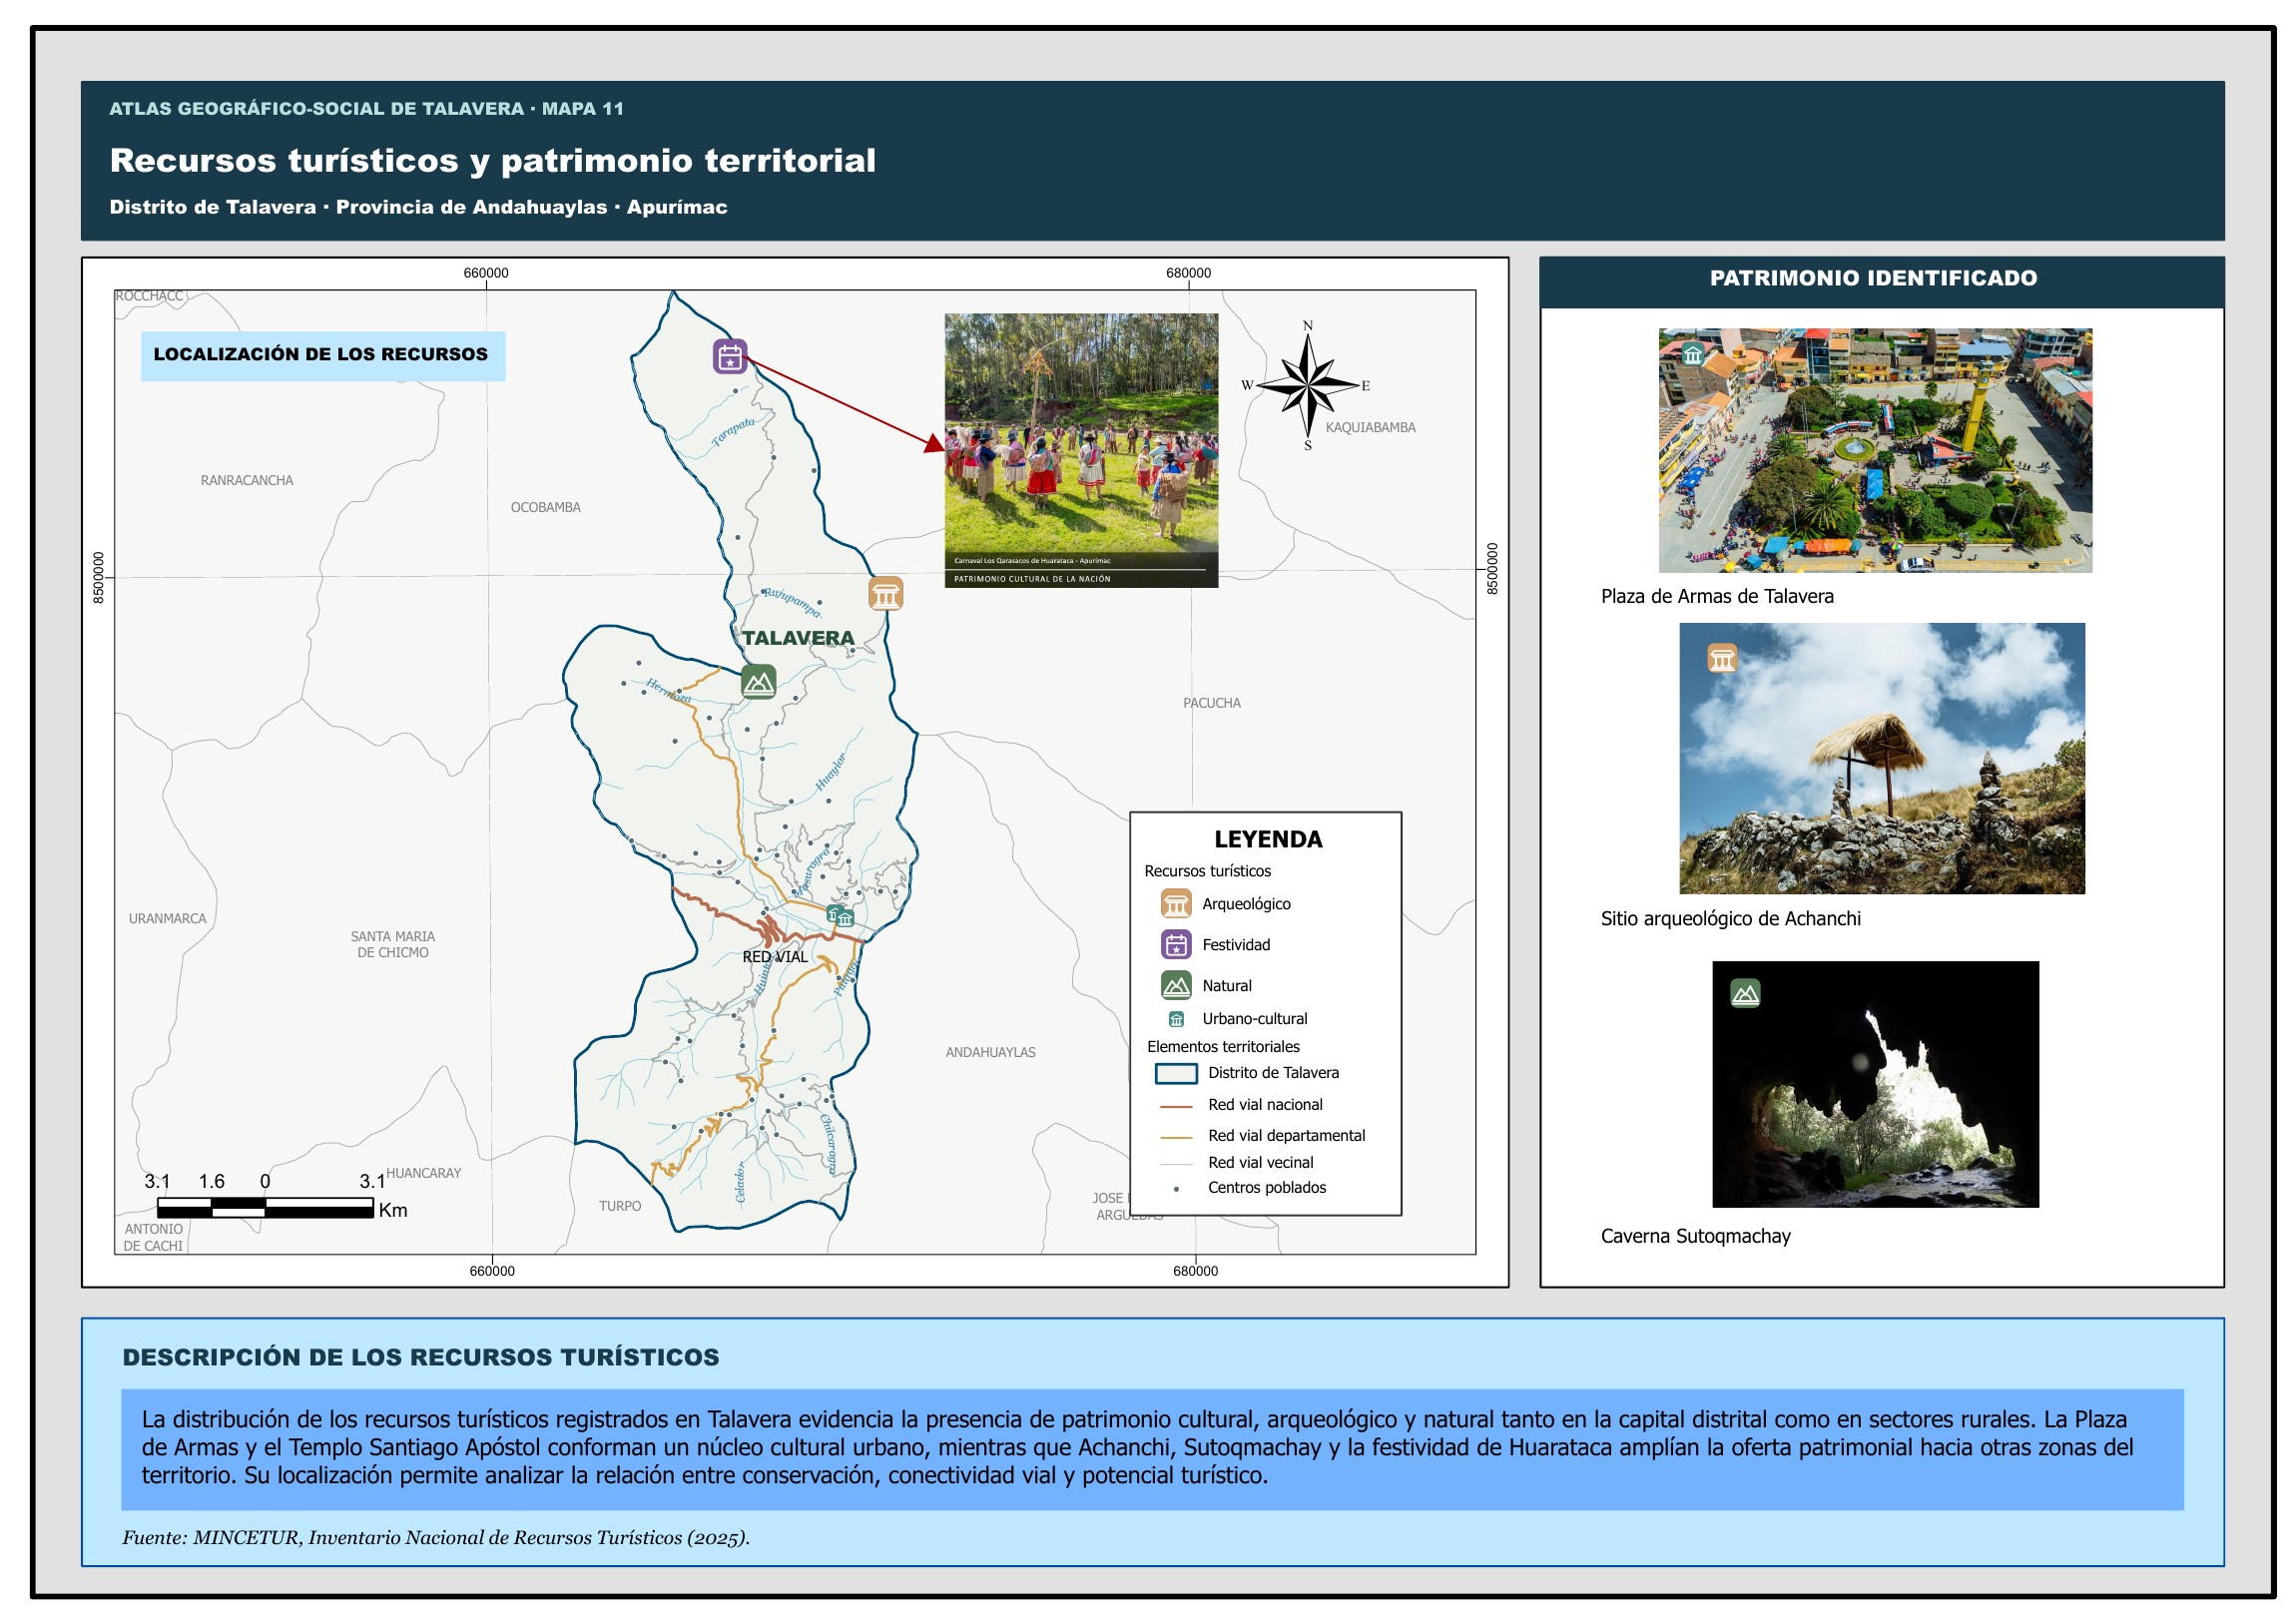 ATLAS GEOGRÁFICO-SOCIAL DE TALAVERA · MAPA 11
Recursos turísticos y patrimonio territorial
Distrito de Talavera · Provincia de Andahuaylas · Apurímac
660000
680000
ROCCHACC
LOCALIZACIÓN DE LOS RECURSOS
N
W
E
S
KAQUIABAMBA
Tarapata
RANRACANCHA
OCOBAMBA
8500000
8500000
Carnaval Los Qarasacos de Huarataca - Apurímac
PATRIMONIO CULTURAL DE LA NACIÓN
TALAVERA
Hermoza
PACUCHA
Huaylor
URANMARCA
SANTA MARIA
DE CHICMO
RED VIAL
ANDAHUAYLAS
Chilcaragra
Celador
HUANCARAY
TURPO
JOSE
ARGUEDAS
ANTONIO
DE CACHI
3.1
1.6
0
3.1
Km
660000
680000
LEYENDA
Recursos turísticos
Arqueológico
Festividad
Natural
Urbano-cultural
Elementos territoriales
Distrito de Talavera
Red vial nacional
Red vial departamental
Red vial vecinal
Centros poblados
PATRIMONIO IDENTIFICADO
Plaza de Armas de Talavera
Sitio arqueológico de Achanchi
Caverna Sutoqmachay
DESCRIPCIÓN DE LOS RECURSOS TURÍSTICOS
La distribución de los recursos turísticos registrados en Talavera evidencia la presencia de patrimonio cultural, arqueológico y natural tanto en la capital distrital como en sectores rurales. La Plaza
de Armas y el Templo Santiago Apóstol conforman un núcleo cultural urbano, mientras que Achanchi, Sutoqmachay y la festividad de Huarataca amplían la oferta patrimonial hacia otras zonas del
territorio. Su localización permite analizar la relación entre conservación, conectividad vial y potencial turístico.
Fuente: MINCETUR, Inventario Nacional de Recursos Turísticos (2025).